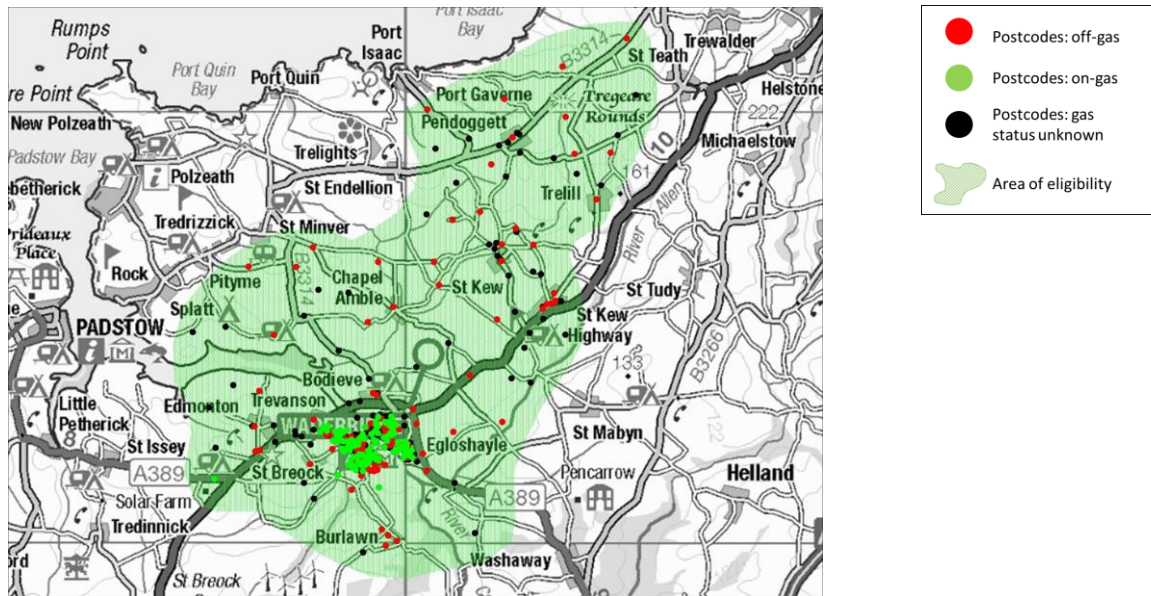 Rumps
Point
Port Isaac
Bay
Port
Isaac
Port Quin
Bay
Port Quin
B3314
St Teath
Trewalder
Helstone
re Point
New Polzeath
Port Gaverne
Tregeare
Rounds
222
Pendoggett
Michaelstow
Padstow Bay
Polzeath
Trelights
10
ebetherick
St Endellion
Trelill
161
Allen
Tredrizzick
St Minver
River
Prideaux
Place
Rock
Pityme
B3314
Chapel
Amble
St Kew
St Tudy
Splatt
St Kew
Highway
PADSTOW
B3266
133
Bodieve
Little
Petherick
Edmonton
Trevanson
122
8
St Issey
Egloshayle
St Mabyn
A389
St Breock
Pencarrow
Helland
Solar Farm
A389
Tredinnick
River
Burlawn
ord
Washaway
St Breock
Postcodes: off-gas
Postcodes: on-gas
Postcodes: gas
status unknown
Area of eligibility